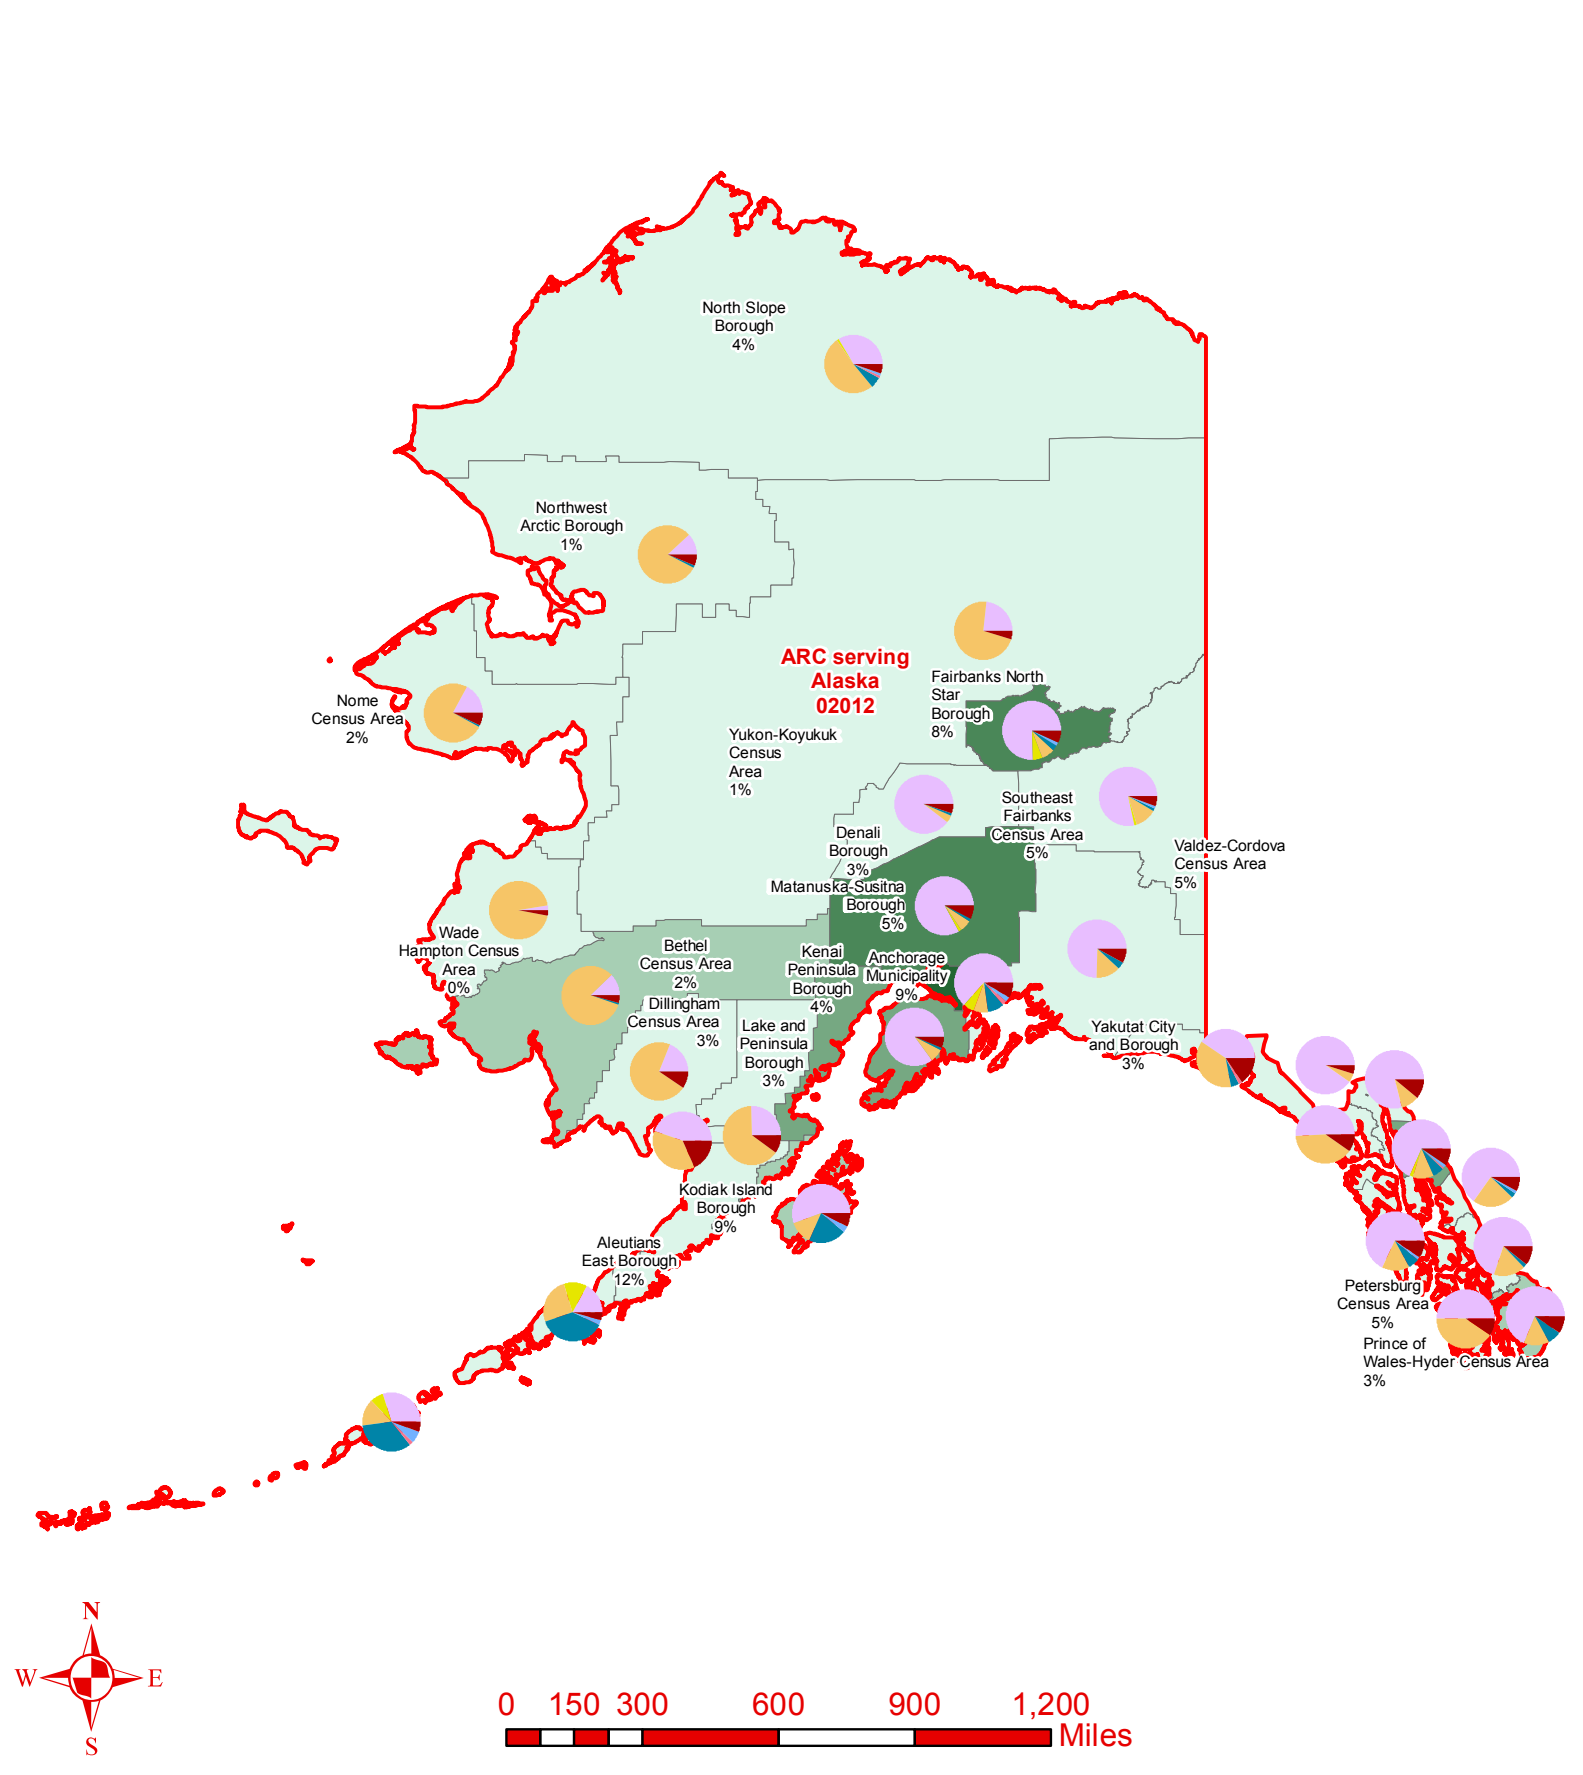 North Slope
Borough
4%
Northwest
Arctic Borough
1%
ARC serving
Alaska
02012
Fairbanks North
Star
Borough
8%
Nome
Census Area
2%
Yukon-Koyukuk
Census
Area
1%
Southeast
Fairbanks
Census Area
5%
Denali
Borough
3%
Valdez-Cordova
Census Area
5%
Matanuska-Susitna
Borough
5%
Wade
Hampton Census
Area
0%
Bethel
Census Area
2%
Kenai
Peninsula
Borough
4%
Anchorage
Municipality
9%
Dillingham
Census Area
3%
Lake and
Peninsula
Borough
3%
Yakutat City
and Borough
3%
Kodiak Island
Borough
9%
Aleutians
East Borough
12%
Petersburg
Census Area
5%
Prince of
Wales-Hyder Census Area
3%
N
W E
S
0 150 300 600 900 1,200
Miles